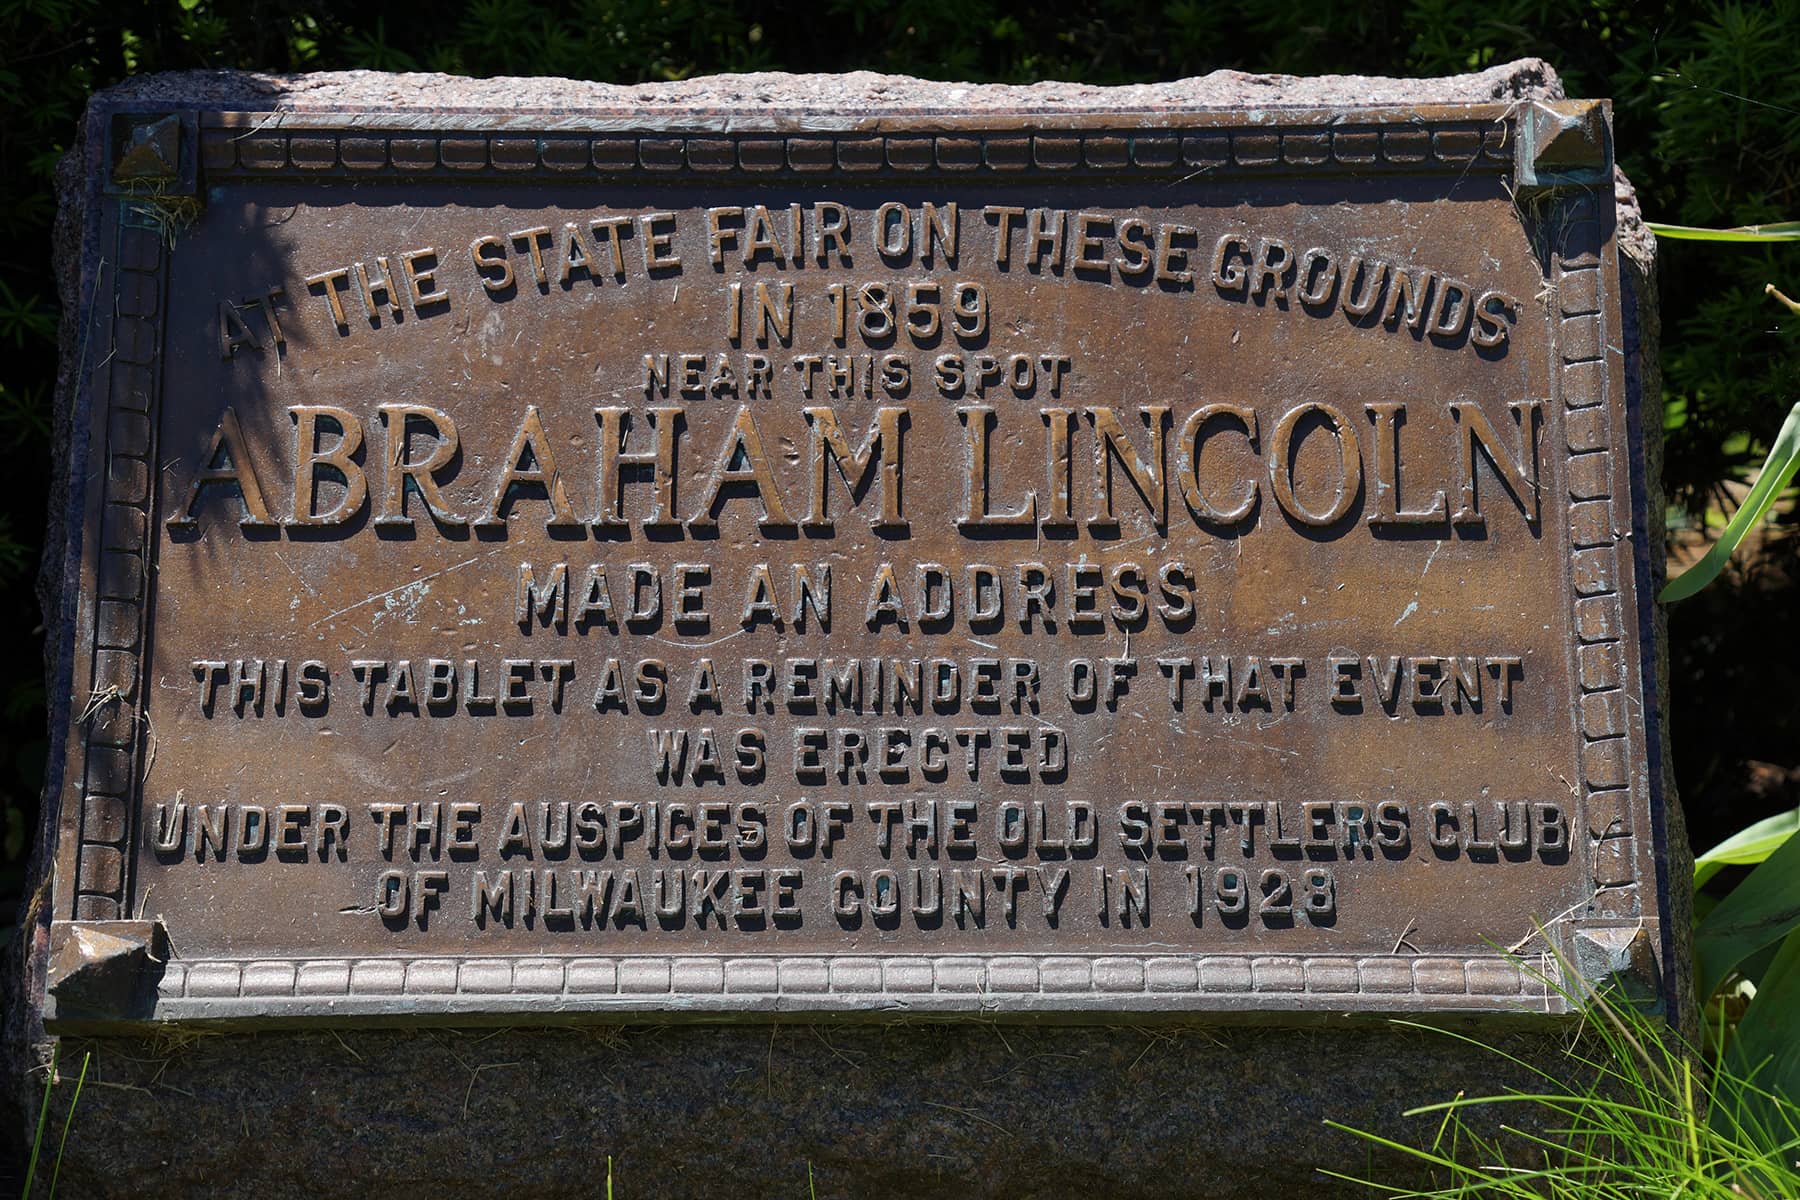 AT THE STATE FAIR ON THESE GROUNDS
IN 1859
NEAR THIS SPOT
ABRAHAM LINCOLN
MADE AN ADDRESS
THIS TABLET AS A REMINDER OF THAT EVENT
WAS ERECTED
UNDER THE AUSPICES OF THE OLD SETTLERS CLUB
OF MILWAUKEE COUNTY IN 1928